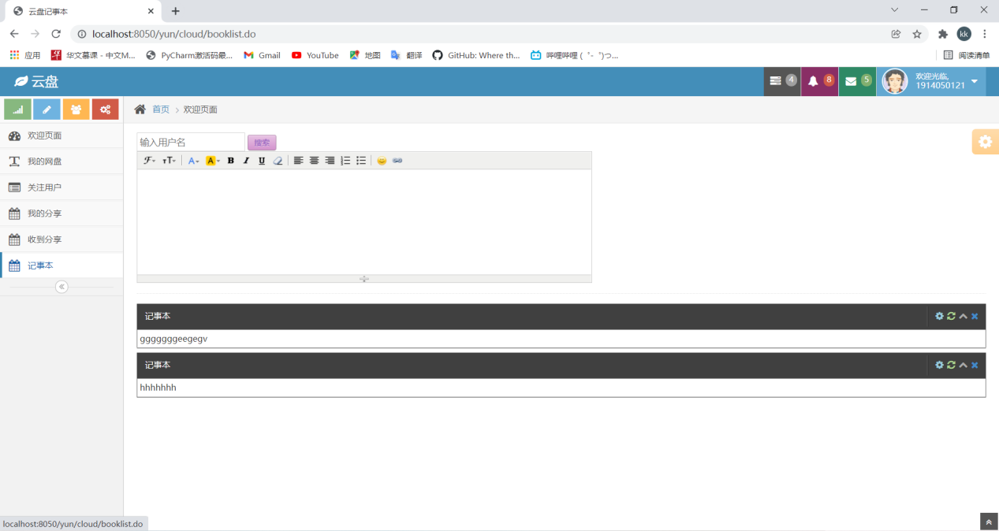 云盘记事本
localhost:8050/yun/cloud/booklist.do
kk
应用
华文慕课 - 中文M...
PyCharm激活码最...
Gmail
YouTube
地图
翻译
GitHub: Where th...
哔哩哔哩 ( ゜- ゜)つ...
阅读清单
云盘
4
8
5
欢迎光临,
1914050121
首页
欢迎页面
欢迎页面
我的网盘
关注用户
我的分享
收到分享
记事本
输入用户名
搜索
记事本
gggggggeegegv
记事本
hhhhhhh
localhost:8050/yun/cloud/booklist.do